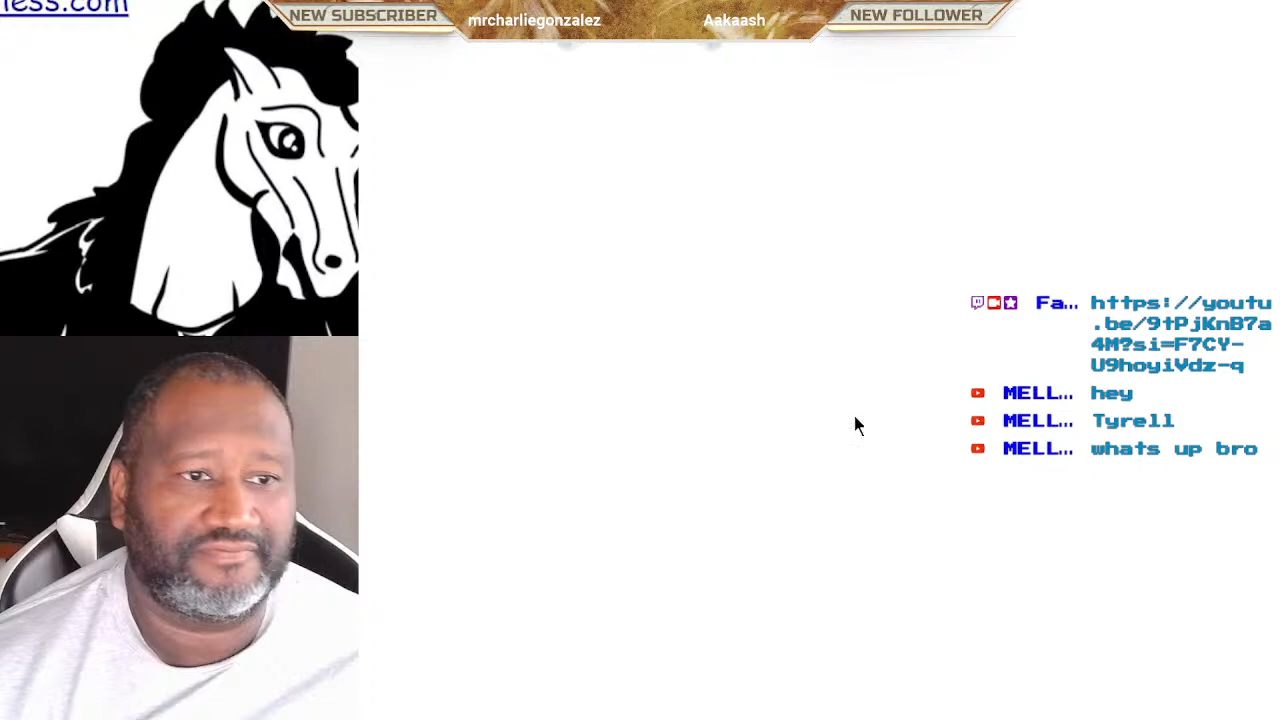 less.com
NEW SUBSCRIBER mrcharliegonzalez Aakaash NEW FOLLOWER
Fa... https://youtu
.be/9tPjKnB7a
4M?si=F7CY-
U9hoyiVdz-q
MELL... hey
MELL... Tyrell
MELL... whats up bro